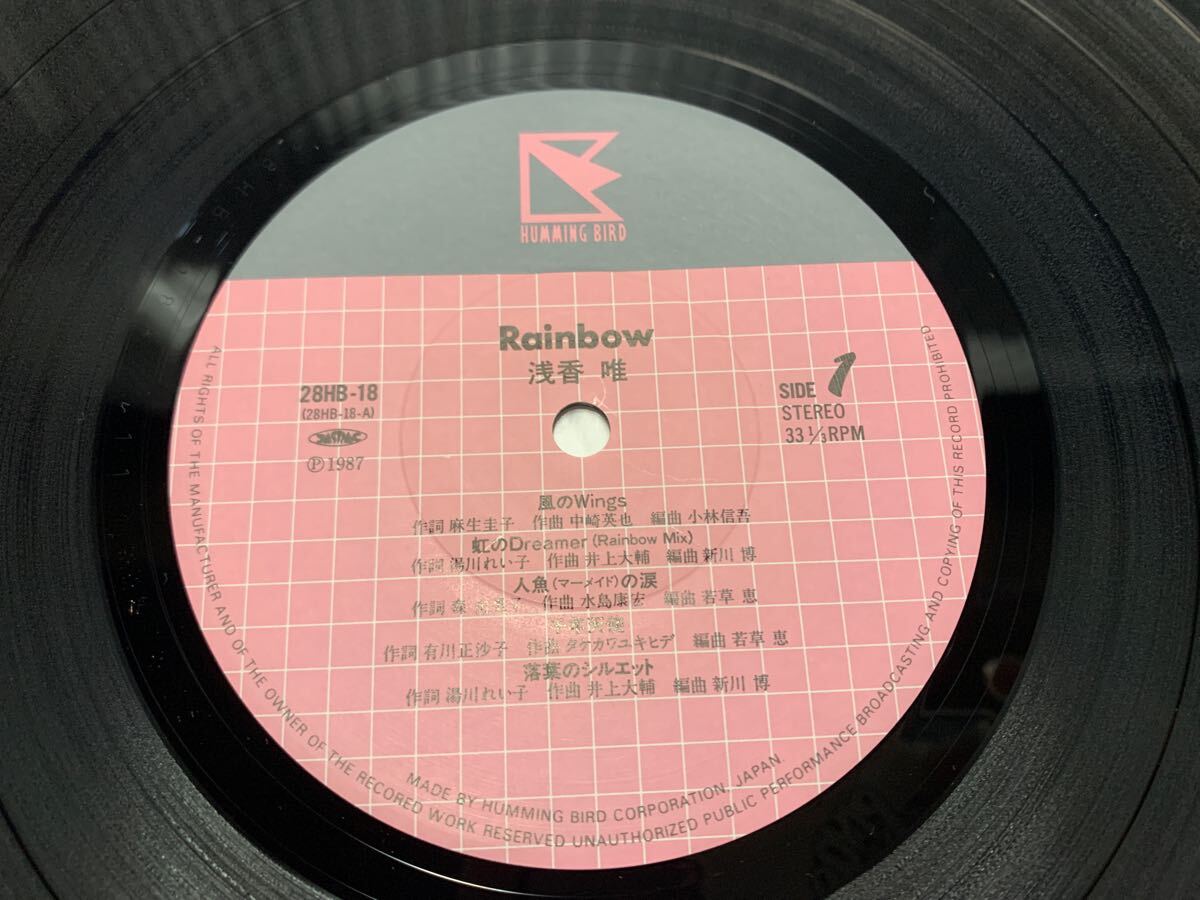 HUMMING BIRD
Rainbow
浅香 唯
28HB-18
(28HB-18-A)
Ⓟ1987
SIDE 1
STEREO
33 1/3 RPM
風のWings
作詞 麻生圭子 作曲 中崎英也 編曲 小林信吾
虹のDreamer (Rainbow Mix)
作詞 湯川れい子 作曲 井上大輔 編曲 新川 博
人魚(マーメイド)の涙
作詞 作曲 水島康宏 編曲 若草 恵
作詞 有川正沙子 作曲 タケカワユキヒデ 編曲 若草 恵
落葉のシルエット
作詞 湯川れい子 作曲 井上大輔 編曲 新川 博
MADE BY HUMMING BIRD CORPORATION, JAPAN.
ALL RIGHTS OF THE MANUFACTURER AND OF THE OWNER OF THE RECORED WORK RESERVED UNAUTHORIZED PUBLIC PERFORMANCE BROADCASTING AND COPYING OF THIS RECORD PROHIBITED